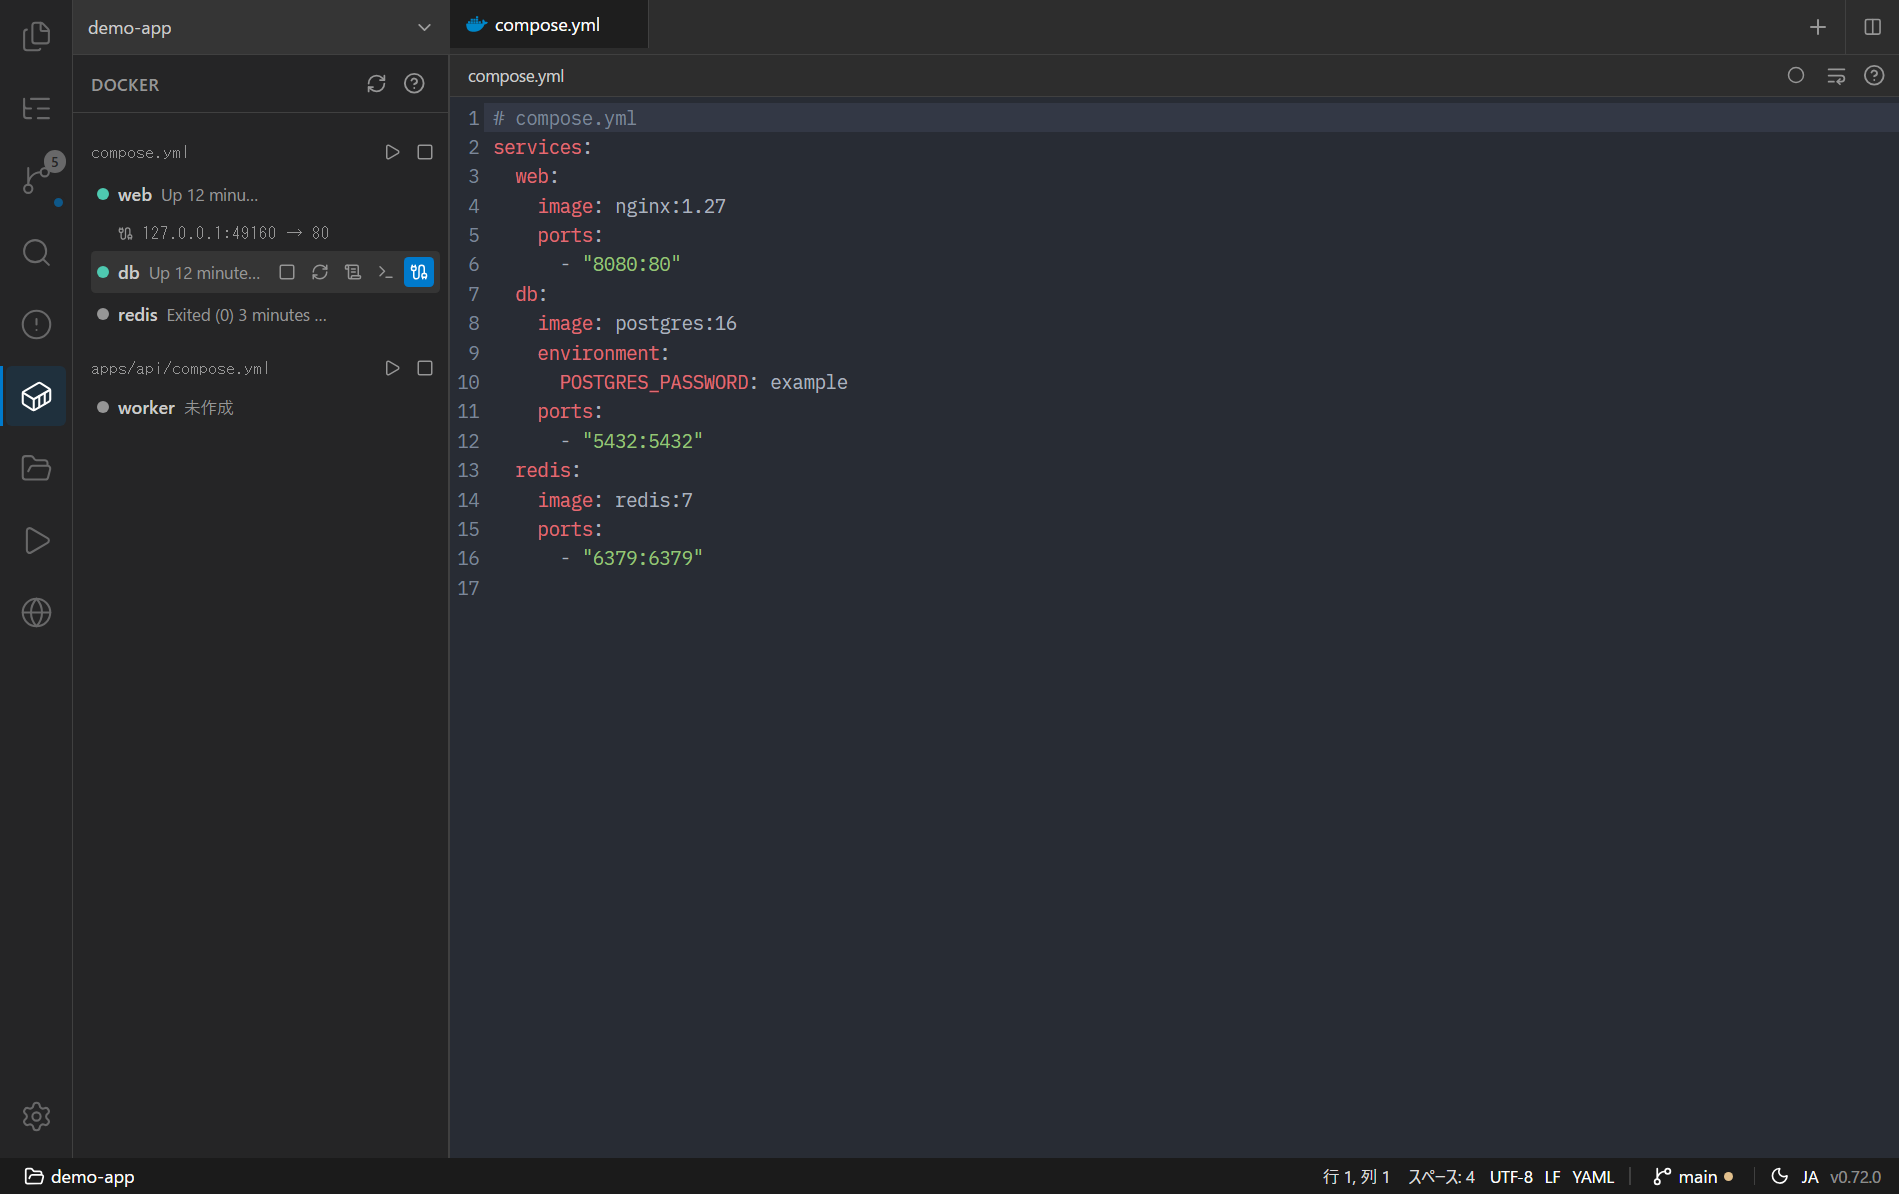 demo-app
compose.yml
DOCKER
compose.yml
5
compose.yml
web Up 12 minu...
127.0.0.1:49160 → 80
db Up 12 minute...
redis Exited (0) 3 minutes ...
apps/api/compose.yml
worker 未作成
1 # compose.yml
2 services:
3   web:
4     image: nginx:1.27
5     ports:
6       - "8080:80"
7   db:
8     image: postgres:16
9     environment:
10       POSTGRES_PASSWORD: example
11     ports:
12       - "5432:5432"
13   redis:
14     image: redis:7
15     ports:
16       - "6379:6379"
17
demo-app
行 1, 列 1 スペース: 4 UTF-8 LF YAML main JA v0.72.0